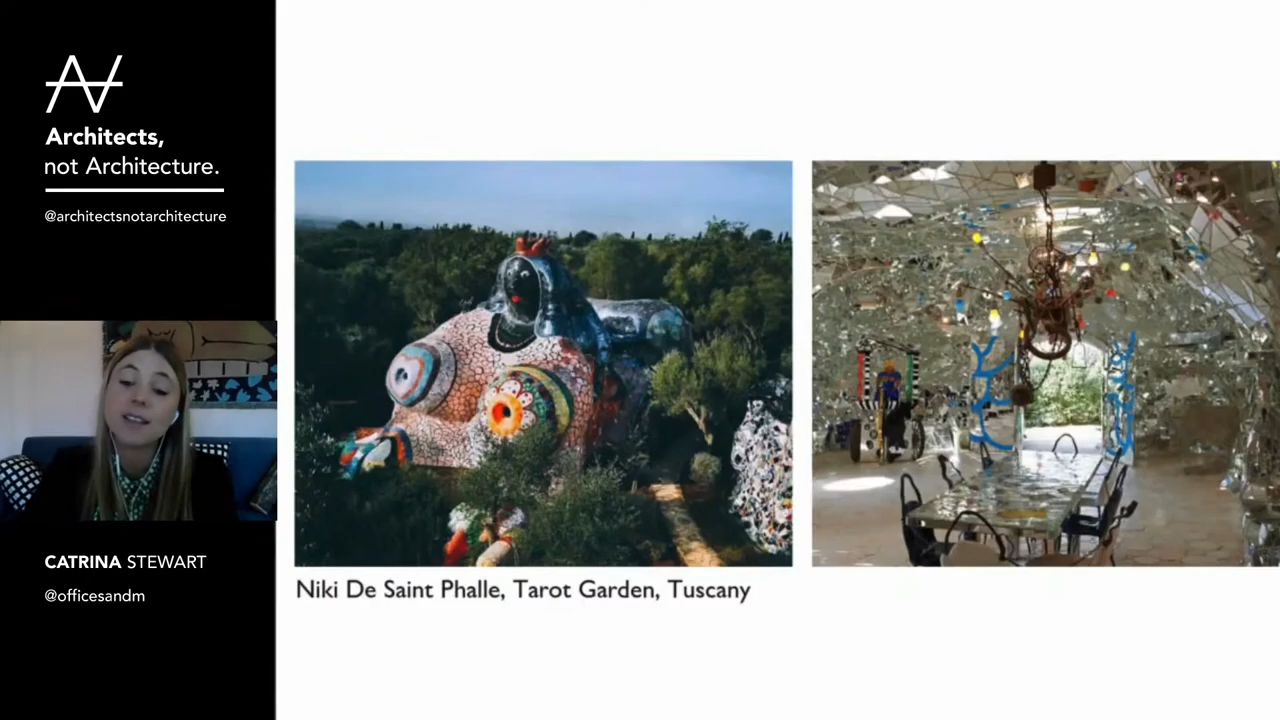 Architects,
not Architecture.
@architectsnotarchitecture
CATRINA STEWART
@officesandm
Niki De Saint Phalle, Tarot Garden, Tuscany